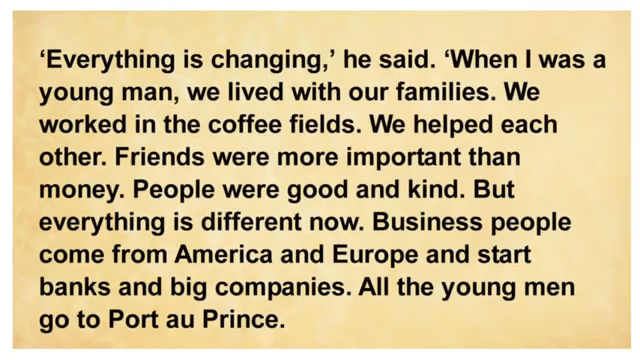 ‘Everything is changing,’ he said. ‘When I was a
young man, we lived with our families. We
worked in the coffee fields. We helped each
other. Friends were more important than
money. People were good and kind. But
everything is different now. Business people
come from America and Europe and start
banks and big companies. All the young men
go to Port au Prince.